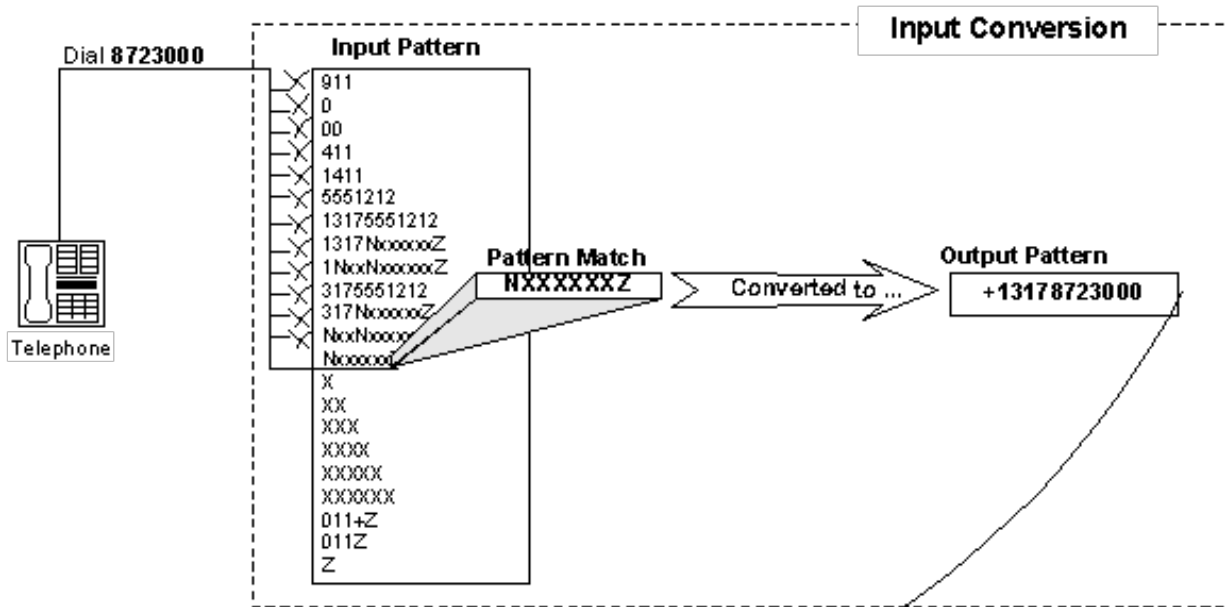 Input Conversion
Dial 8723000
Input Pattern
911
0
00
411
1411
5551212
13175551212
1317NxxxxxxZ
1NxxNxxxxxxZ
3175551212
317NxxxxxxZ
Pattern Match
NXXXXXXZ
Converted to ...
Output Pattern
+13178723000
Telephone
X
XX
XXX
XXXX
XXXXX
XXXXXXX
011+Z
011Z
Z